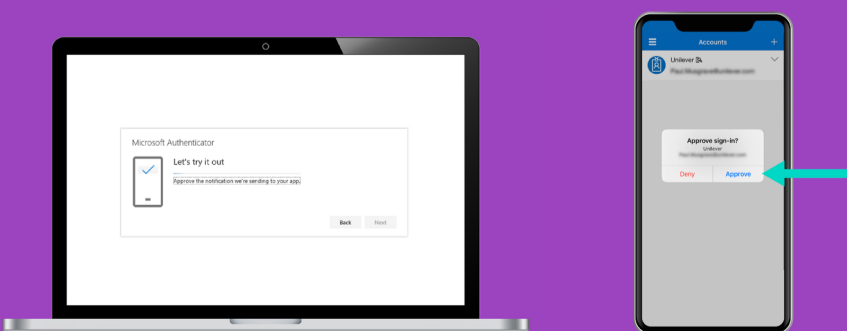 Microsoft Authenticator
Let's try it out
Approve the notification we're sending to your app.
Back Next
Accounts
Unilever
Approve sign-in?
Unilever
Deny Approve